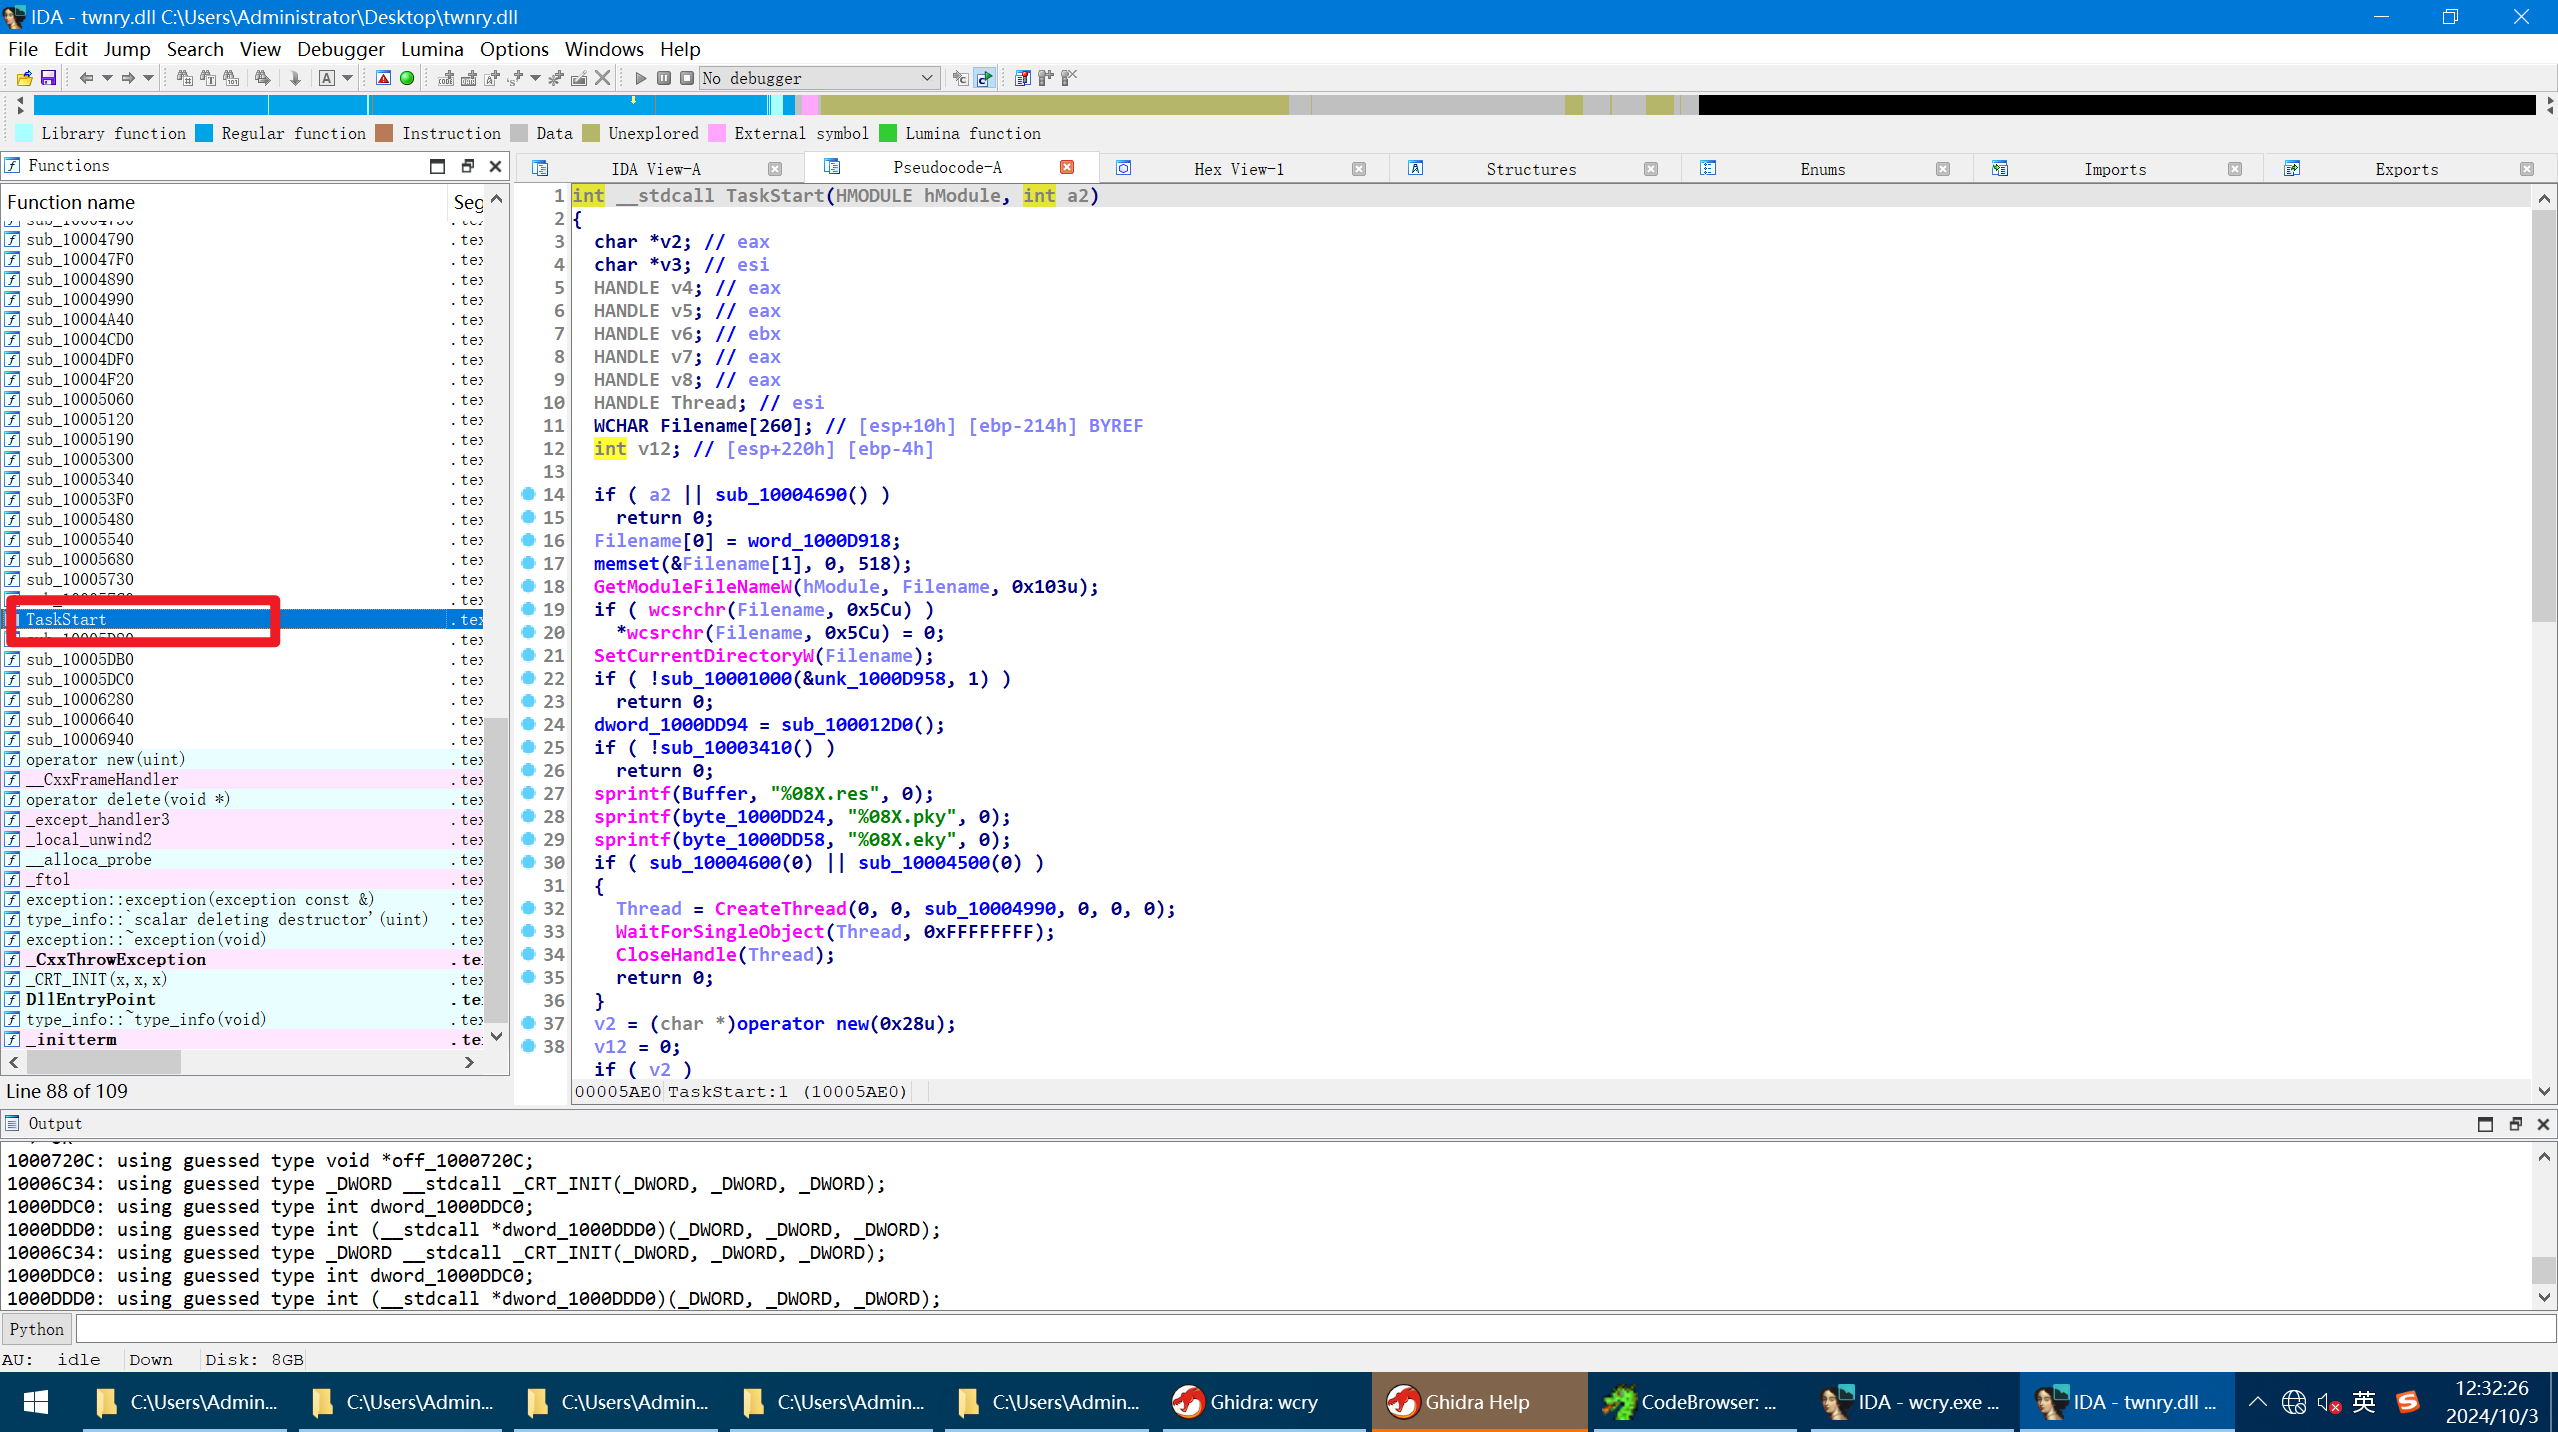 IDA - twnry.dll C:\Users\Administrator\Desktop\twnry.dll
File Edit Jump Search View Debugger Lumina Options Windows Help
No debugger
Library function Regular function Instruction Data Unexplored External symbol Lumina function
Functions
IDA View-A Pseudocode-A Hex View-1 Structures Enums Imports Exports
Function name Seg
sub_10004790 .tex
sub_100047F0 .tex
sub_10004890 .tex
sub_10004990 .tex
sub_10004A40 .tex
sub_10004CD0 .tex
sub_10004DF0 .tex
sub_10004F20 .tex
sub_10005060 .tex
sub_10005120 .tex
sub_10005190 .tex
sub_10005300 .tex
sub_10005340 .tex
sub_100053F0 .tex
sub_10005480 .tex
sub_10005540 .tex
sub_10005680 .tex
sub_10005730 .tex
.tex
TaskStart .tex
.tex
sub_10005DB0 .tex
sub_10005DC0 .tex
sub_10006280 .tex
sub_10006640 .tex
sub_10006940 .tex
operator new(uint) .tex
__CxxFrameHandler .tex
operator delete(void *) .tex
_except_handler3 .tex
_local_unwind2 .tex
__alloca_probe .tex
_ftol .tex
exception::exception(exception const &) .tex
type_info::`scalar deleting destructor'(uint) .tex
exception::~exception(void) .tex
_CxxThrowException .te
_CRT_INIT(x,x,x) .tex
DllEntryPoint .te
type_info::~type_info(void) .tex
_initterm .te
Line 88 of 109
1 int __stdcall TaskStart(HMODULE hModule, int a2)
2 {
3 char *v2; // eax
4 char *v3; // esi
5 HANDLE v4; // eax
6 HANDLE v5; // eax
7 HANDLE v6; // ebx
8 HANDLE v7; // eax
9 HANDLE v8; // eax
10 HANDLE Thread; // esi
11 WCHAR Filename[260]; // [esp+10h] [ebp-214h] BYREF
12 int v12; // [esp+220h] [ebp-4h]
13
14 if ( a2 || sub_10004690() )
15 return 0;
16 Filename[0] = word_1000D918;
17 memset(&Filename[1], 0, 518);
18 GetModuleFileNameW(hModule, Filename, 0x103u);
19 if ( wcsrchr(Filename, 0x5Cu) )
20 *wcsrchr(Filename, 0x5Cu) = 0;
21 SetCurrentDirectoryW(Filename);
22 if ( !sub_10001000(&unk_1000D958, 1) )
23 return 0;
24 dword_1000DD94 = sub_100012D0();
25 if ( !sub_10003410() )
26 return 0;
27 sprintf(Buffer, "%08X.res", 0);
28 sprintf(byte_1000DD24, "%08X.pky", 0);
29 sprintf(byte_1000DD58, "%08X.eky", 0);
30 if ( sub_10004600(0) || sub_10004500(0) )
31 {
32 Thread = CreateThread(0, 0, sub_10004990, 0, 0, 0);
33 WaitForSingleObject(Thread, 0xFFFFFFFF);
34 CloseHandle(Thread);
35 return 0;
36 }
37 v2 = (char *)operator new(0x28u);
38 v12 = 0;
if ( v2 )
00005AE0 TaskStart:1 (10005AE0)
Output
1000720C: using guessed type void *off_1000720C;
10006C34: using guessed type _DWORD __stdcall _CRT_INIT(_DWORD, _DWORD, _DWORD);
1000DDC0: using guessed type int dword_1000DDC0;
1000DDD0: using guessed type int (__stdcall *dword_1000DDD0)(_DWORD, _DWORD, _DWORD);
10006C34: using guessed type _DWORD __stdcall _CRT_INIT(_DWORD, _DWORD, _DWORD);
1000DDC0: using guessed type int dword_1000DDC0;
1000DDD0: using guessed type int (__stdcall *dword_1000DDD0)(_DWORD, _DWORD, _DWORD);
Python
AU: idle Down Disk: 8GB
C:\Users\Admin... C:\Users\Admin... C:\Users\Admin... C:\Users\Admin... C:\Users\Admin... Ghidra: wcry Ghidra Help CodeBrowser: ... IDA - wcry.exe ... IDA - twnry.dll ... 英 12:32:26
2024/10/3